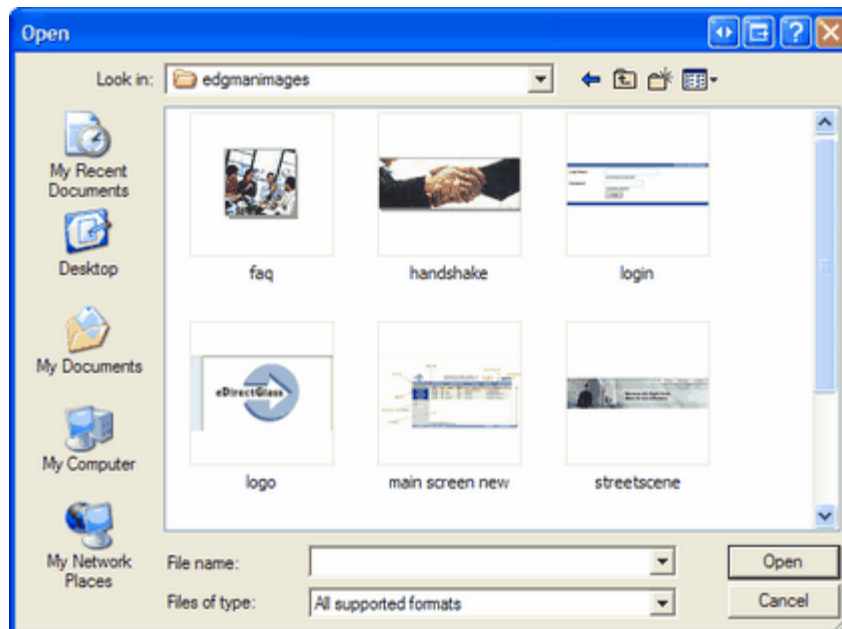 Open
Look in:
edgmanimages
My Recent
Documents
Desktop
My Documents
My Computer
My Network
Places
faq
handshake
login
eDirectGlass
logo
main screen new
streetscene
File name:
Open
Files of type:
All supported formats
Cancel